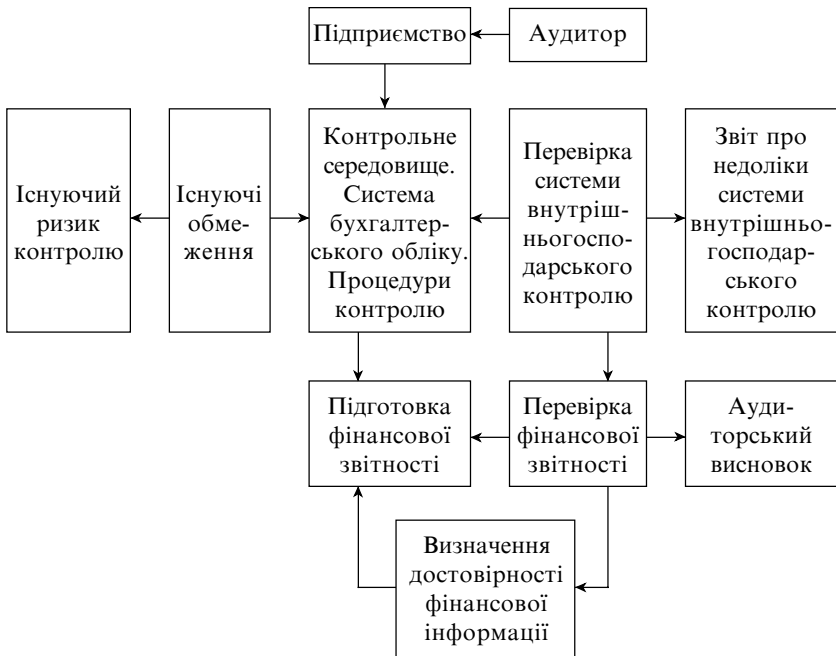 Підприємство
Аудитор
Існуючий
ризик
контролю
Існуючі
обме-
ження
Контрольне
середовище.
Система
бухгалтер-
ського обліку.
Процедури
контролю
Перевірка
системи
внутріш-
ньогоспо-
дарського
контролю
Звіт про
недоліки
системи
внутрішньо-
господар-
ського
контролю
Підготовка
фінансової
звітності
Перевірка
фінансової
звітності
Ауди-
торський
висновок
Визначення
достовірності
фінансової
інформації